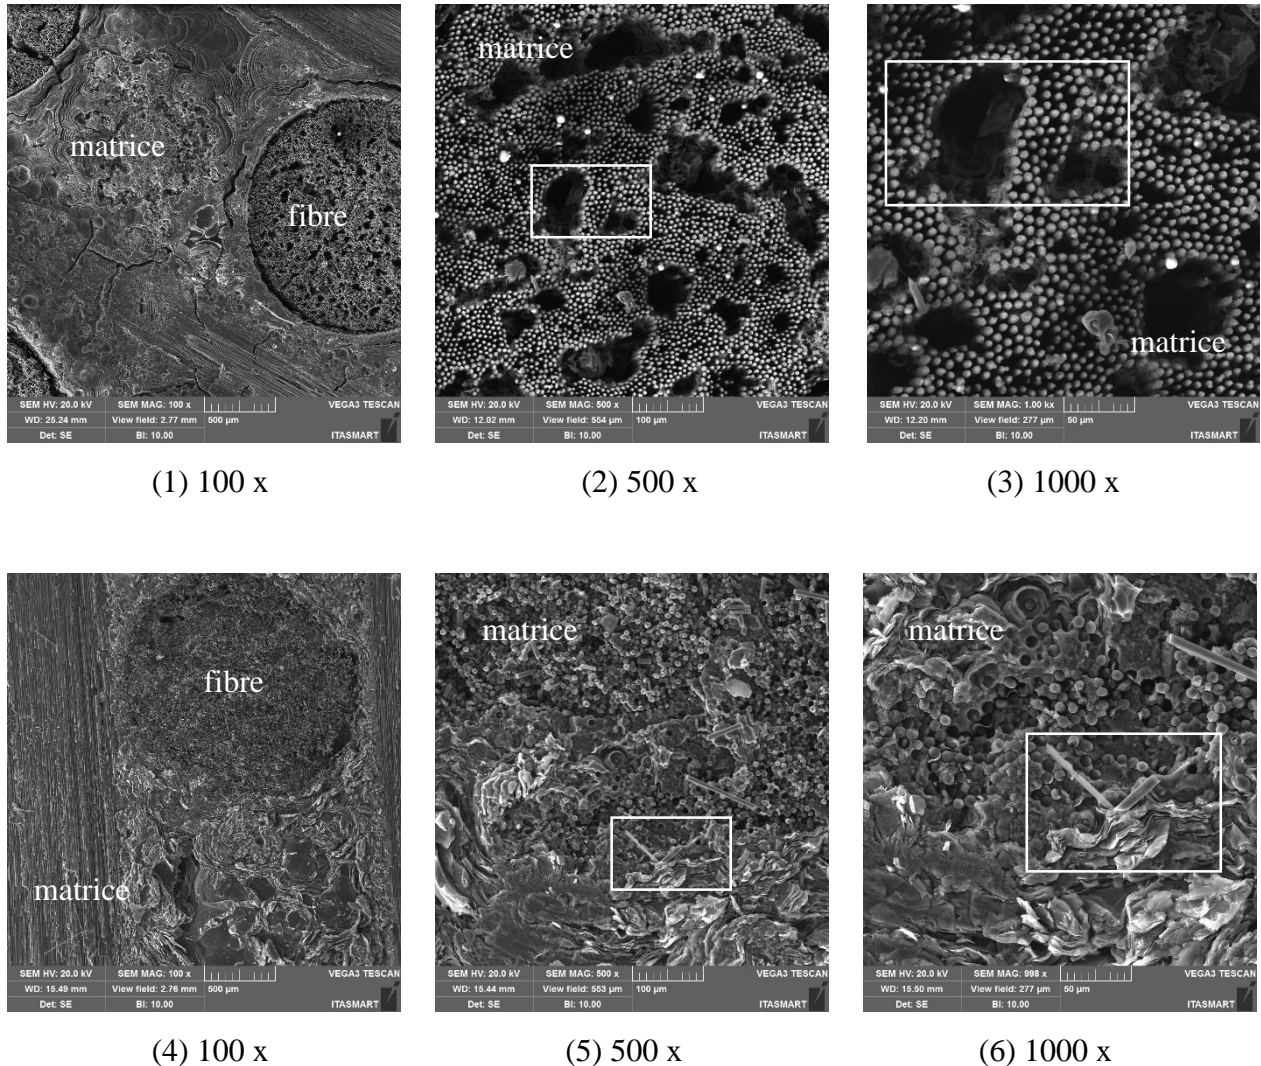 matrice
fibre
SEM HV: 20.0 kV SEM MAG: 100 x VEGA3 TESCAN
WD: 25.24 mm View field: 2.77 mm 500 µm
Det: SE BI: 10.00 ITASMART
matrice
SEM HV: 20.0 kV SEM MAG: 500 x VEGA3 TESCAN
WD: 12.02 mm View field: 554 µm 100 µm
Det: SE BI: 10.00 ITASMART
matrice
SEM HV: 20.0 kV SEM MAG: 1.00 kx VEGA3 TESCAN
WD: 12.20 mm View field: 277 µm 50 µm
Det: SE BI: 10.00 ITASMART
(1) 100 x
(2) 500 x
(3) 1000 x
fibre
matrice
SEM HV: 20.0 kV SEM MAG: 100 x VEGA3 TESCAN
WD: 15.49 mm View field: 2.76 mm 500 µm
Det: SE BI: 10.00 ITASMART
matrice
SEM HV: 20.0 kV SEM MAG: 500 x VEGA3 TESCAN
WD: 15.44 mm View field: 553 µm 100 µm
Det: SE BI: 10.00 ITASMART
matrice
SEM HV: 20.0 kV SEM MAG: 998 x VEGA3 TESCAN
WD: 15.50 mm View field: 277 µm 50 µm
Det: SE BI: 10.00 ITASMART
(4) 100 x
(5) 500 x
(6) 1000 x